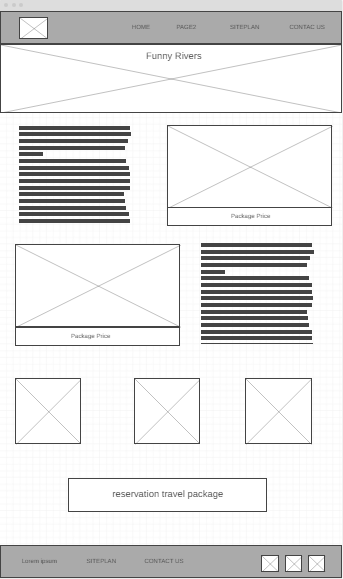 HOME PAGE2 SITEPLAN CONTAC US
Funny Rivers
Package Price
Package Price
reservation travel package
Lorem ipsum SITEPLAN CONTACT US